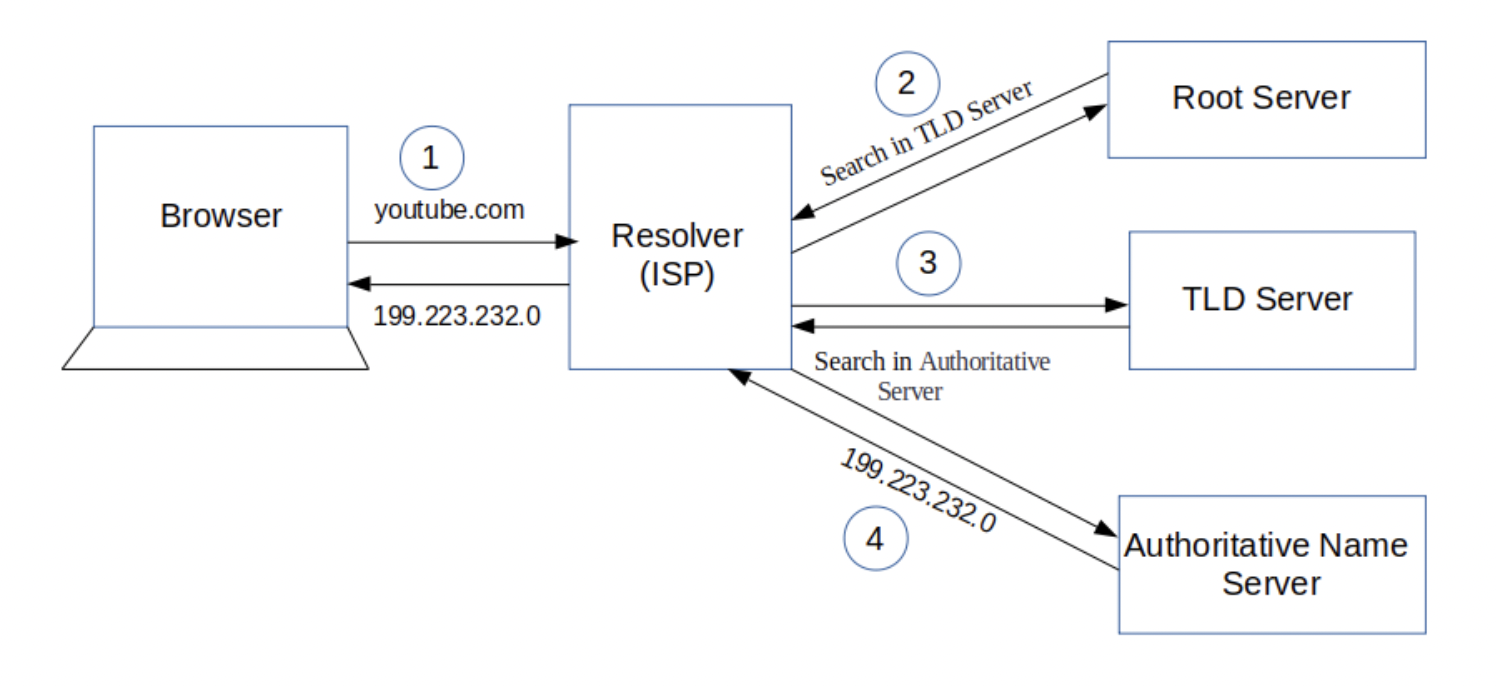 Browser
1
youtube.com
199.223.232.0
Resolver
(ISP)
2
Search in TLD Server
Root Server
3
TLD Server
Search in Authoritative
Server
199.223.232.0
4
Authoritative Name
Server